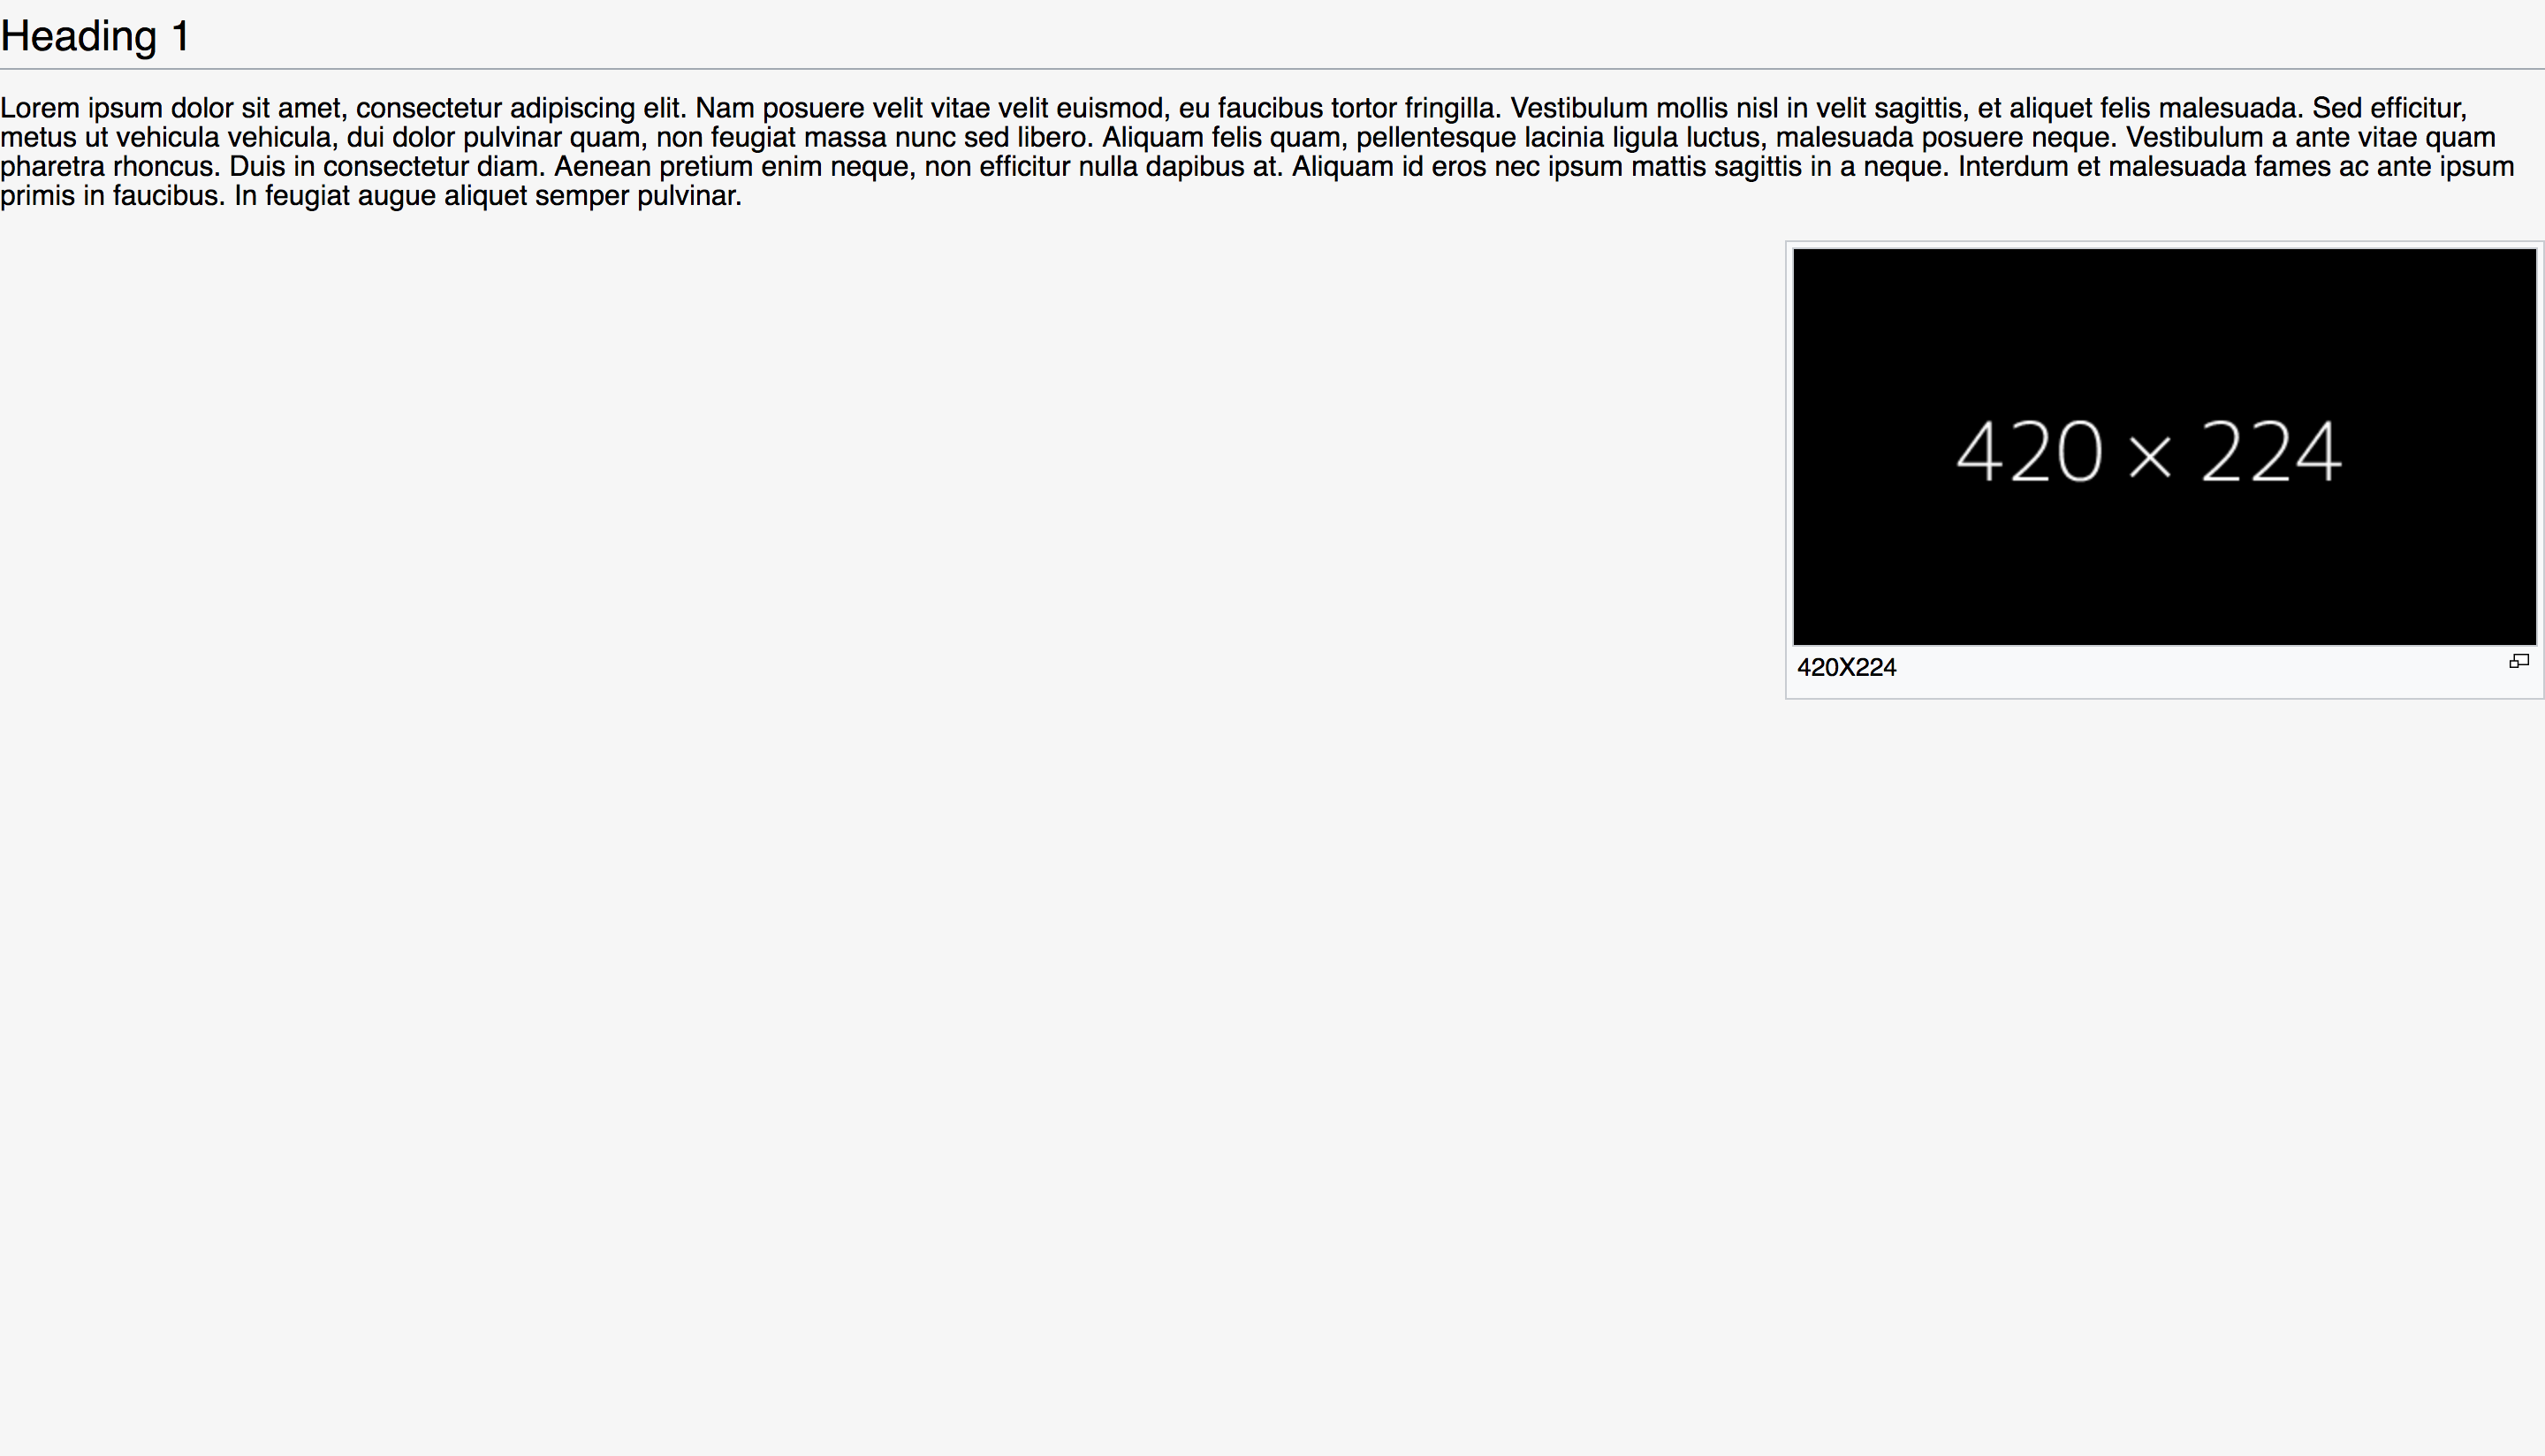 Heading 1
Lorem ipsum dolor sit amet, consectetur adipiscing elit. Nam posuere velit vitae velit euismod, eu faucibus tortor fringilla. Vestibulum mollis nisl in velit sagittis, et aliquet felis malesuada. Sed efficitur,
metus ut vehicula vehicula, dui dolor pulvinar quam, non feugiat massa nunc sed libero. Aliquam felis quam, pellentesque lacinia ligula luctus, malesuada posuere neque. Vestibulum a ante vitae quam
pharetra rhoncus. Duis in consectetur diam. Aenean pretium enim neque, non efficitur nulla dapibus at. Aliquam id eros nec ipsum mattis sagittis in a neque. Interdum et malesuada fames ac ante ipsum
primis in faucibus. In feugiat augue aliquet semper pulvinar.
420 × 224
420X224